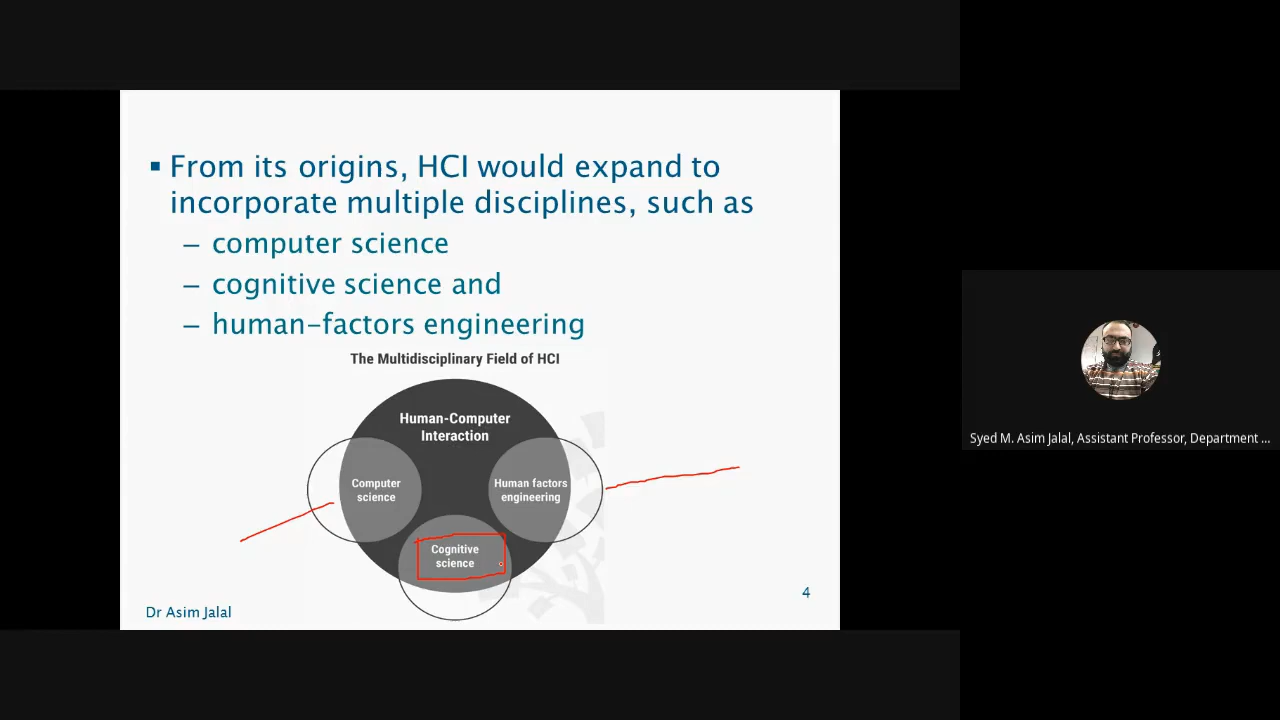 ▪ From its origins, HCI would expand to
incorporate multiple disciplines, such as
– computer science
– cognitive science and
– human-factors engineering
The Multidisciplinary Field of HCI
Human-Computer
Interaction
Computer
science
Human factors
engineering
Cognitive
science
Dr Asim Jalal
4
Syed M. Asim Jalal, Assistant Professor, Department ...